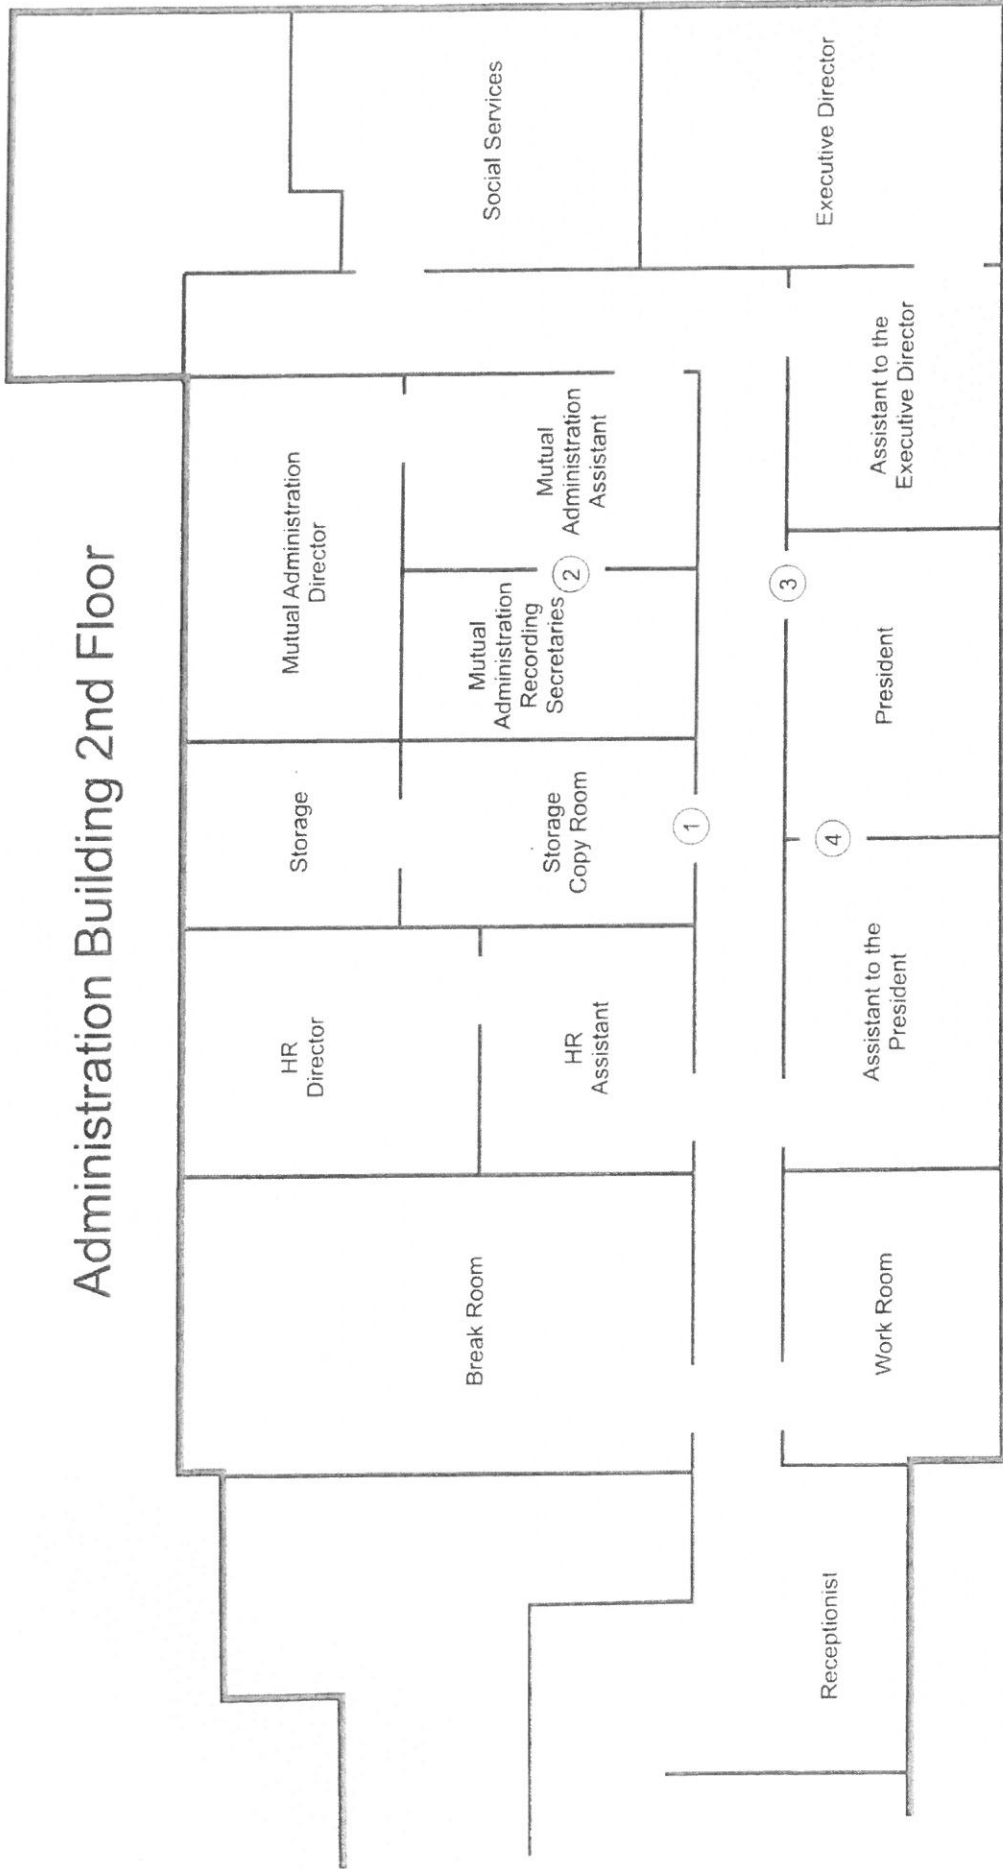 Administration Building 2nd Floor
Mutual Administration
Director
Storage
HR
Director
Social Services
Mutual
Administration
Assistant
2
Mutual
Administration
Recording
Secretaries
Storage
Copy Room
HR
Assistant
Break Room
1
3
4
Executive Director
Assistant to the
Executive Director
President
Assistant to the
President
Work Room
Receptionist